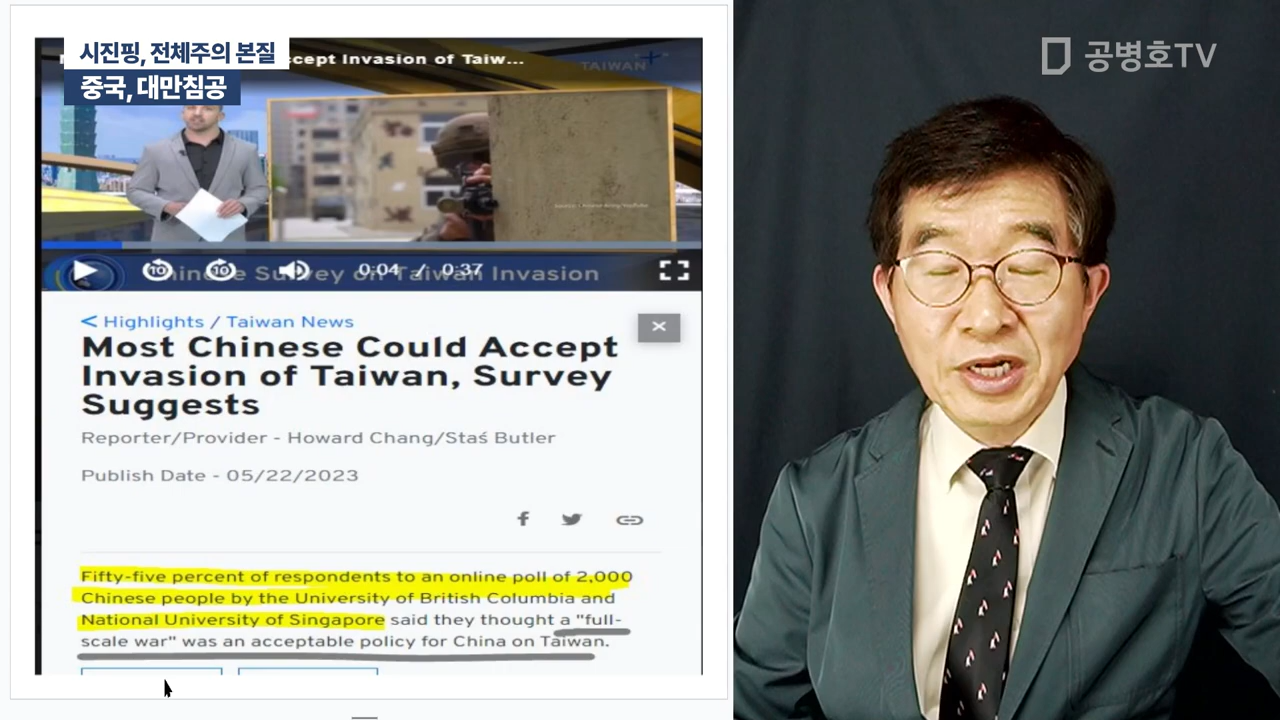 시진핑, 전체주의 본질
ccept Invasion of Taiw...
TAIWAN+
중국, 대만침공
공병호TV
10
10
0:04 / 0:37
hinese Survey on Taiwan Invasion
< Highlights / Taiwan News
×
Most Chinese Could Accept
Invasion of Taiwan, Survey
Suggests
Reporter/Provider - Howard Chang/Staś Butler
Publish Date - 05/22/2023
Fifty-five percent of respondents to an online poll of 2,000
Chinese people by the University of British Columbia and
National University of Singapore said they thought a "full-
scale war" was an acceptable policy for China on Taiwan.